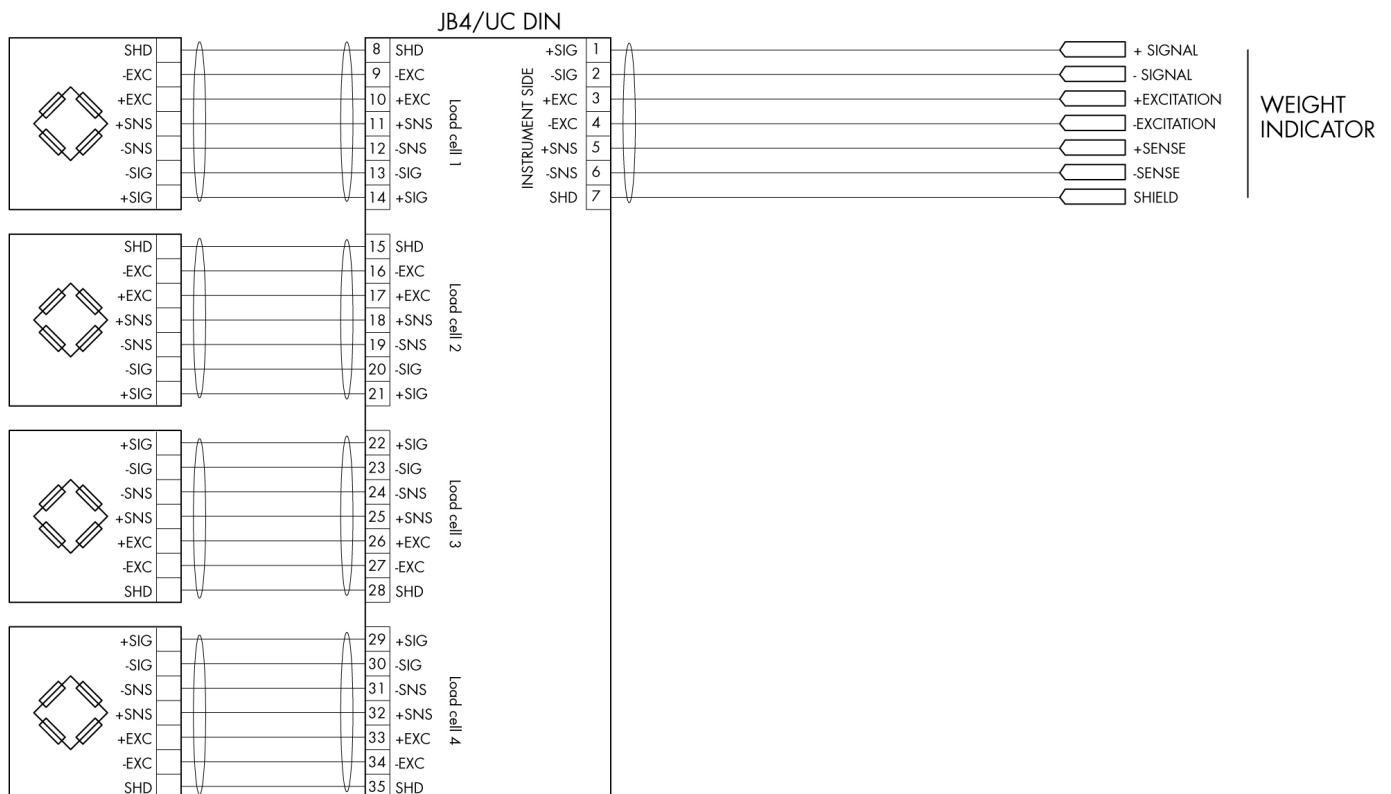 JB4/UC DIN
SHD 8 SHD
-EXC 9 -EXC
+EXC 10 +EXC
+SNS 11 +SNS
-SNS 12 -SNS
-SIG 13 -SIG
+SIG 14 +SIG
Load cell 1
INSTRUMENT SIDE
+SIG 1 + SIGNAL
-SIG 2 - SIGNAL
+EXC 3 +EXCITATION
-EXC 4 -EXCITATION
+SNS 5 +SENSE
-SNS 6 -SENSE
SHD 7 SHIELD
WEIGHT
INDICATOR
SHD 15 SHD
-EXC 16 -EXC
+EXC 17 +EXC
+SNS 18 +SNS
-SNS 19 -SNS
-SIG 20 -SIG
+SIG 21 +SIG
Load cell 2
+SIG 22 +SIG
-SIG 23 -SIG
-SNS 24 -SNS
+SNS 25 +SNS
+EXC 26 +EXC
-EXC 27 -EXC
SHD 28 SHD
Load cell 3
+SIG 29 +SIG
-SIG 30 -SIG
-SNS 31 -SNS
+SNS 32 +SNS
+EXC 33 +EXC
-EXC 34 -EXC
SHD 35 SHD
Load cell 4